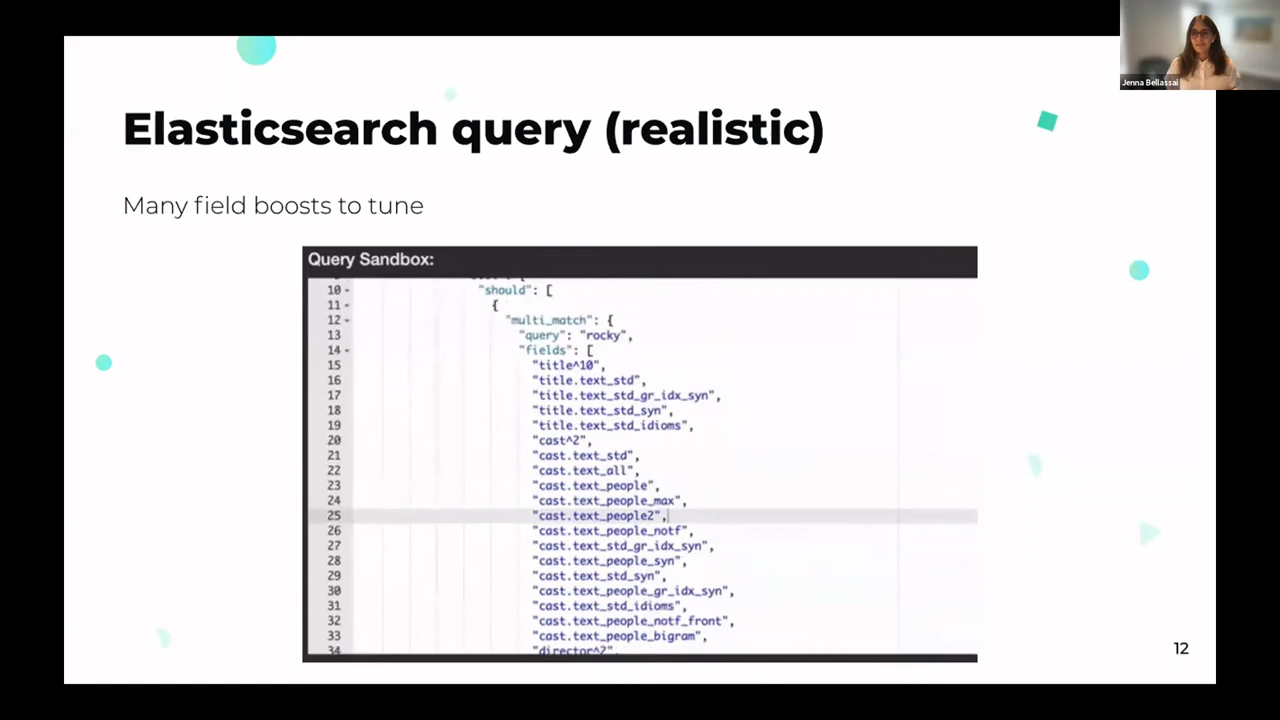 Jenna Bellassai
Elasticsearch query (realistic)
Many field boosts to tune
Query Sandbox:
10 "should": [
11 {
12 "multi_match": {
13 "query": "rocky",
14 "fields": [
15 "title^10",
16 "title.text_std",
17 "title.text_std_gr_idx_syn",
18 "title.text_std_syn",
19 "title.text_std_idioms",
20 "cast^2",
21 "cast.text_std",
22 "cast.text_all",
23 "cast.text_people",
24 "cast.text_people_max",
25 "cast.text_people2",
26 "cast.text_people_notf",
27 "cast.text_std_gr_idx_syn",
28 "cast.text_people_syn",
29 "cast.text_std_syn",
30 "cast.text_people_gr_idx_syn",
31 "cast.text_std_idioms",
32 "cast.text_people_notf_front",
33 "cast.text_people_bigram",
34 "director^2",
12